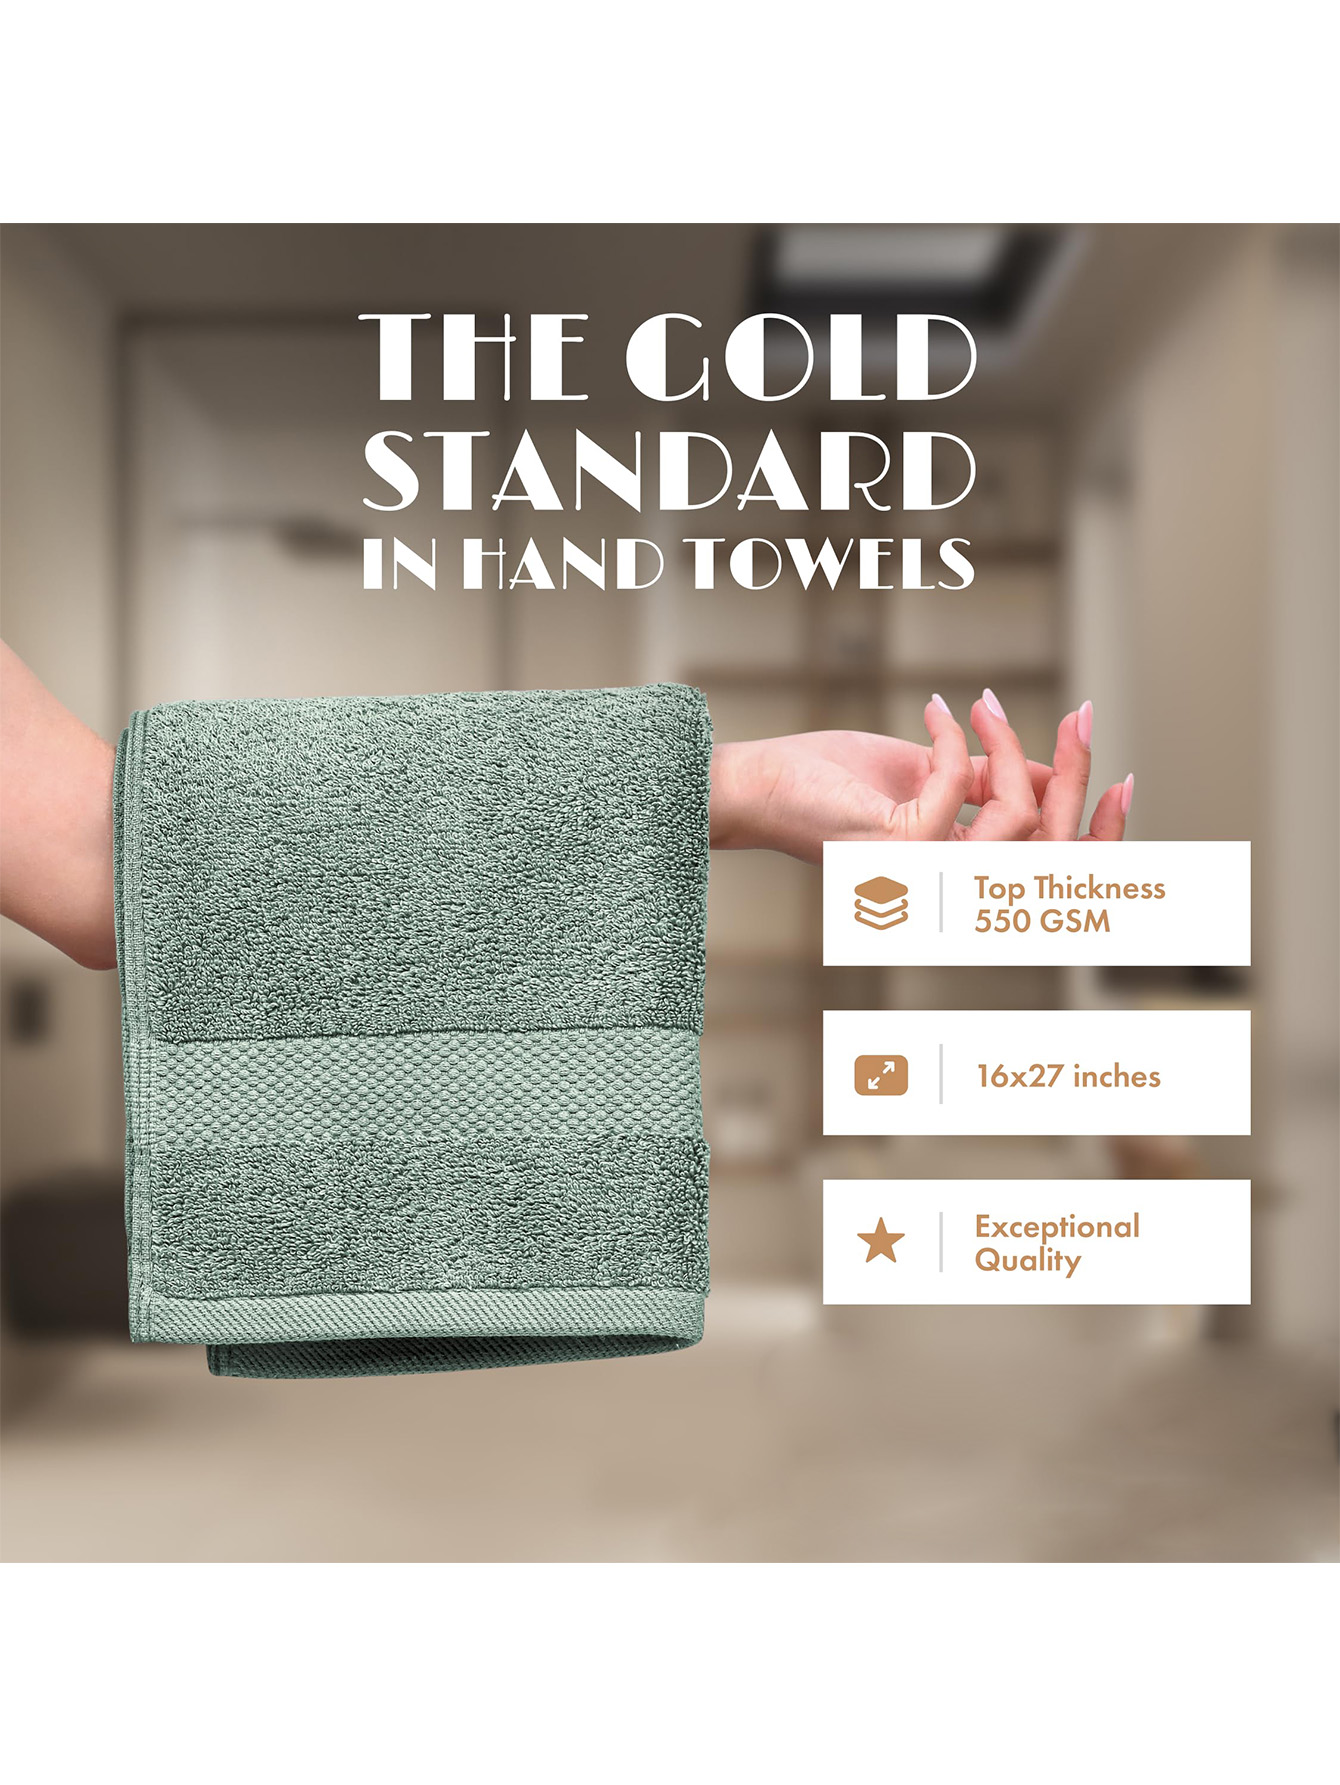 THE GOLD
STANDARD
IN HAND TOWELS
Top Thickness
550 GSM
16x27 inches
Exceptional
Quality